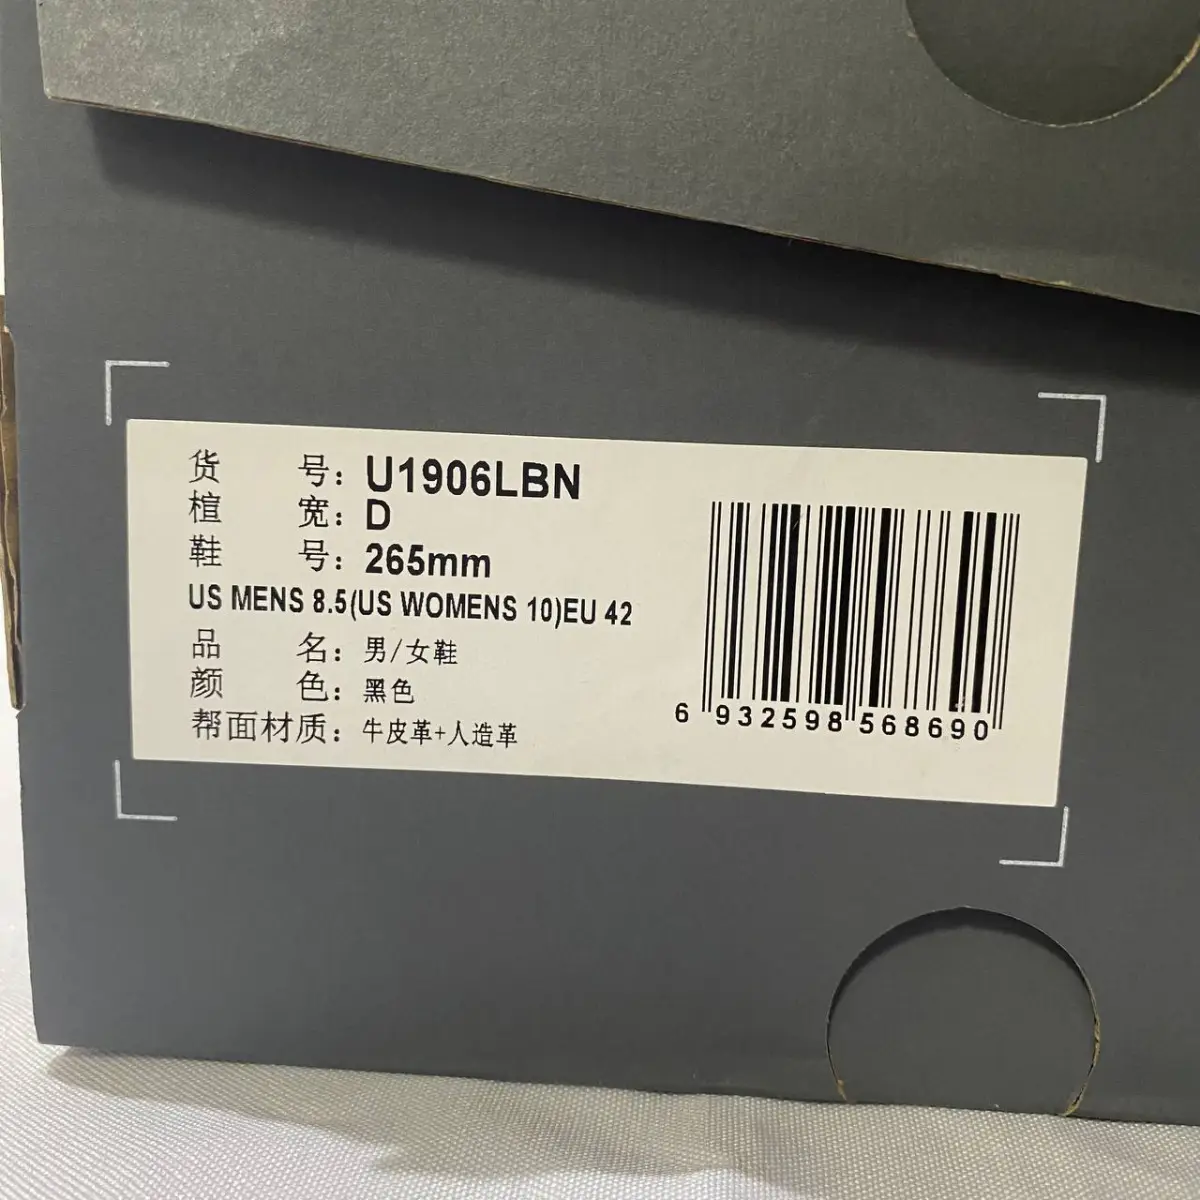 货 号: U1906LBN
楦 宽: D
鞋 号: 265mm
US MENS 8.5(US WOMENS 10)EU 42
品 名: 男/女鞋
颜 色: 黑色
帮面材质: 牛皮革+人造革
6 932598 568690